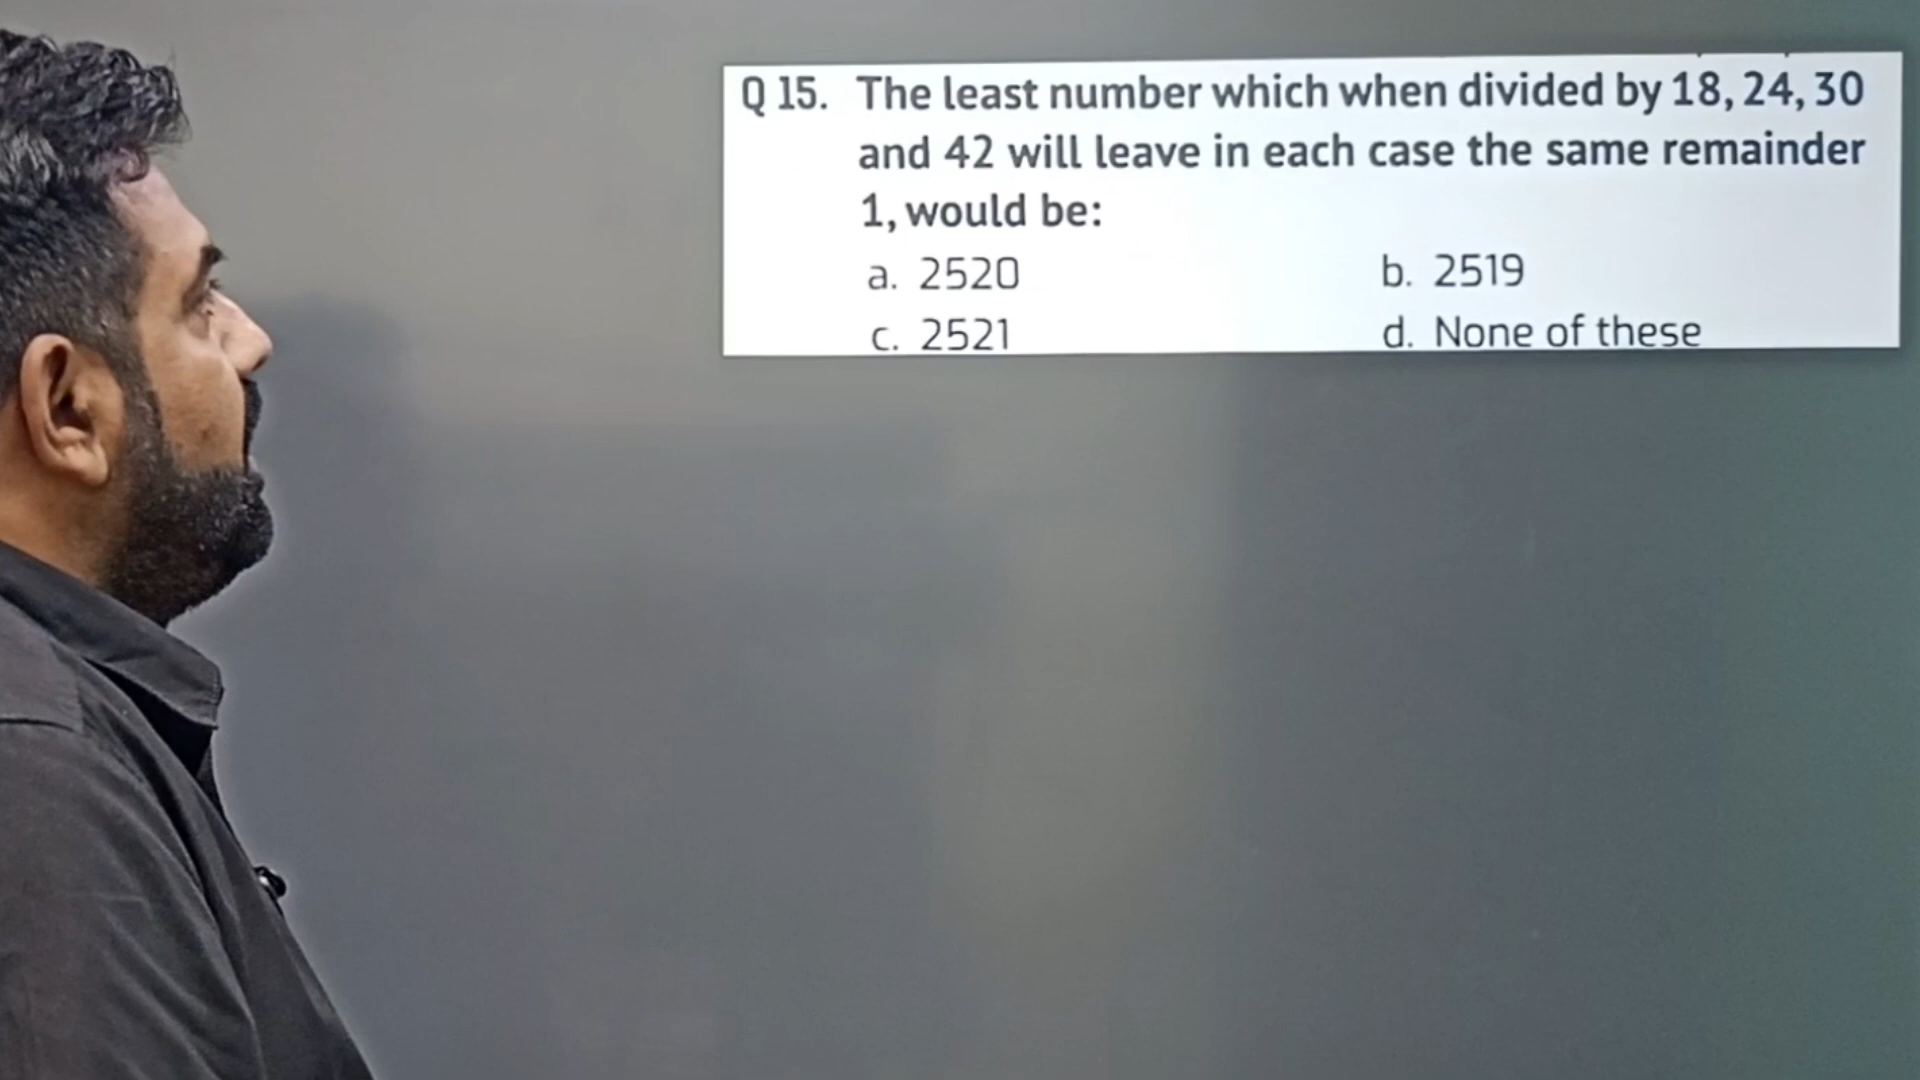 Q 15. The least number which when divided by 18, 24, 30
and 42 will leave in each case the same remainder
1, would be:
a. 2520 b. 2519
c. 2521 d. None of these